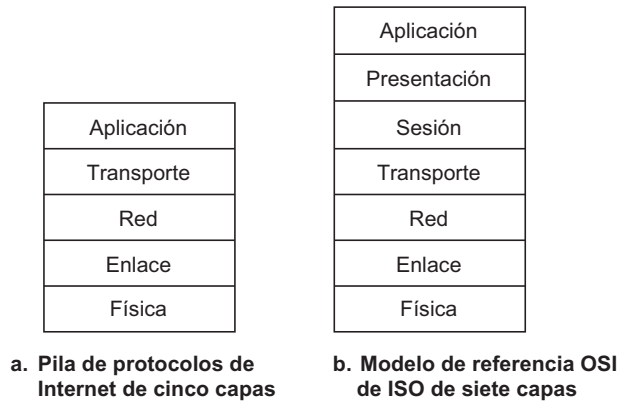 Aplicación
Transporte
Red
Enlace
Física
a. Pila de protocolos de
Internet de cinco capas
Aplicación
Presentación
Sesión
Transporte
Red
Enlace
Física
b. Modelo de referencia OSI
de ISO de siete capas